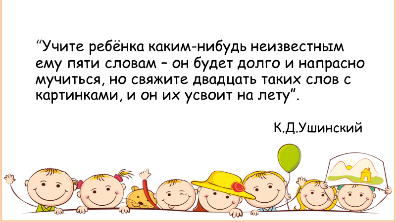 “Учите ребёнка каким-нибудь неизвестным
ему пяти словам – он будет долго и напрасно
мучиться, но свяжите двадцать таких слов с
картинками, и он их усвоит на лету”.
К.Д.Ушинский